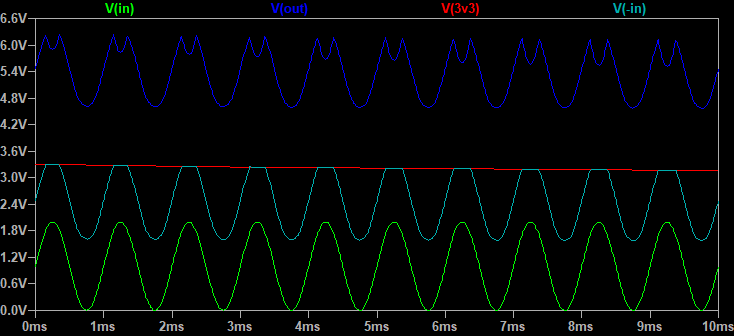 V(in) V(out) V(3v3) V(-in)
6.6V
6.0V
5.4V
4.8V
4.2V
3.6V
3.0V
2.4V
1.8V
1.2V
0.6V
0.0V
0ms 1ms 2ms 3ms 4ms 5ms 6ms 7ms 8ms 9ms 10ms